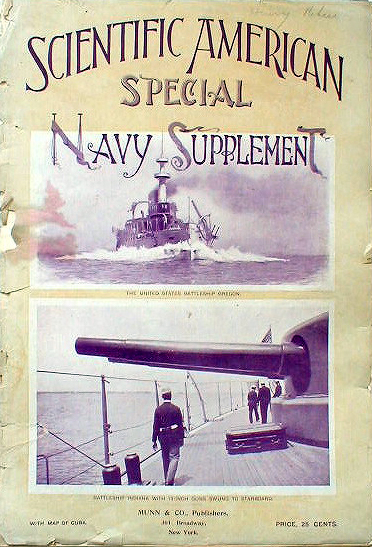 SCIENTIFIC AMERICAN
SPECIAL
NAVY SUPPLEMENT
THE UNITED STATES BATTLESHIP OREGON.
BATTLESHIP INDIANA WITH 13-INCH GUNS SWUNG TO STARBOARD.
MUNN & CO., Publishers,
WITH MAP OF CUBA. 361 Broadway, PRICE, 25 CENTS.
New York.